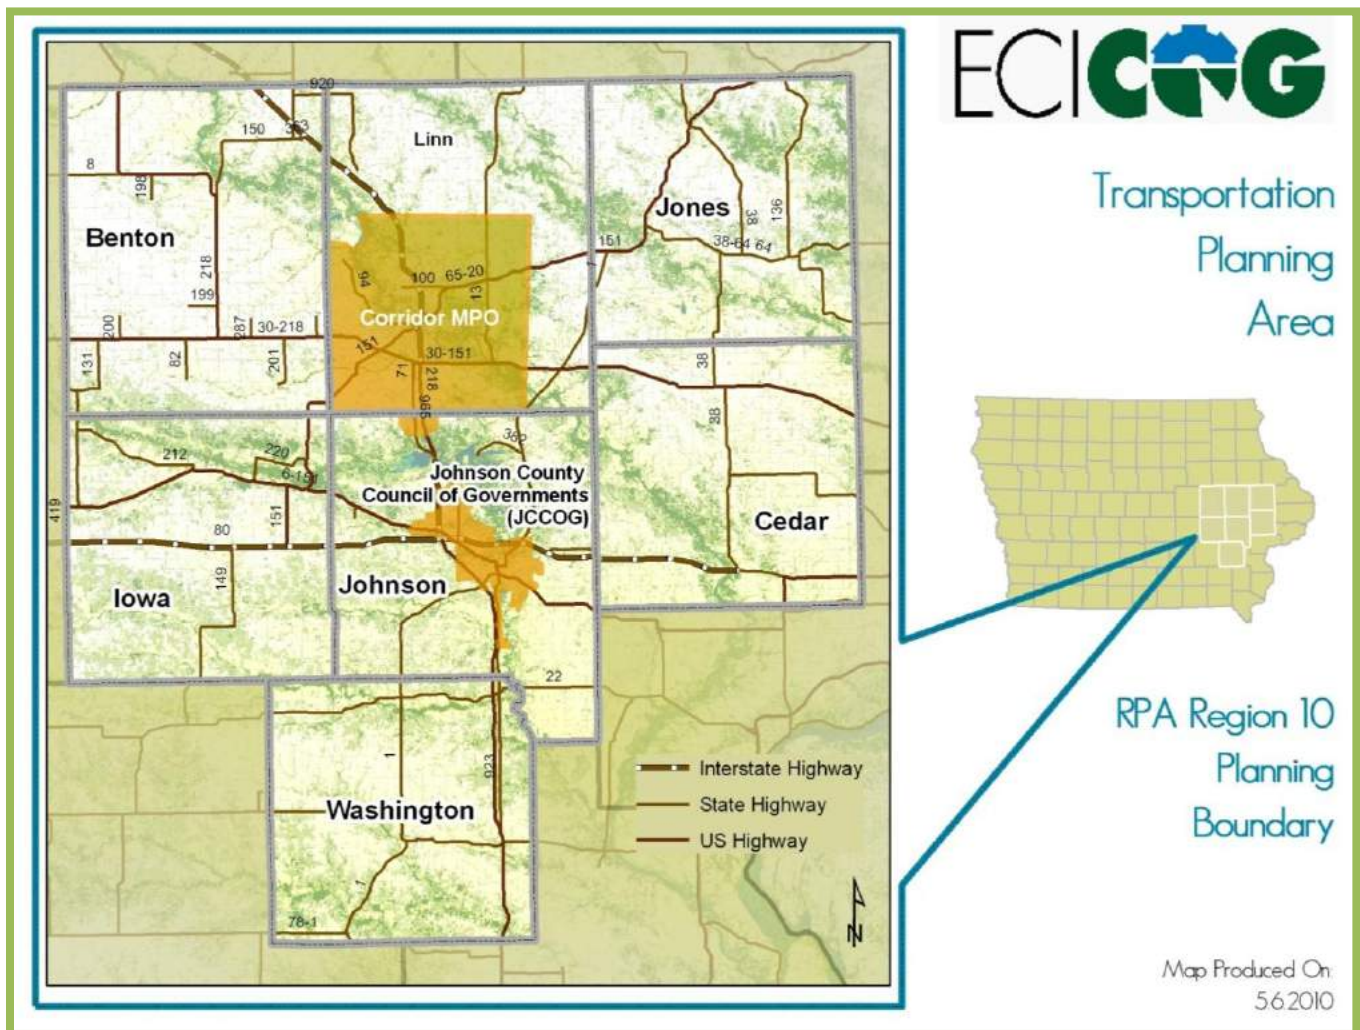 ECICOG
Transportation
Planning
Area
920
Linn
150
363
8
198
Jones
38
136
Benton
151
38-64 64
218
1
94
100
65-20
13
199
Corridor MPO
200
287
30-218
151
30-151
131
82
201
71
218
38
965
38
382
212
220
6-151
Johnson County
Council of Governments
(JCCOG)
419
151
80
Cedar
149
Johnson
Iowa
22
RPA Region 10
Planning
Boundary
1
923
Interstate Highway
Washington
State Highway
US Highway
1
78-1
N
Map Produced On:
5.6.2010